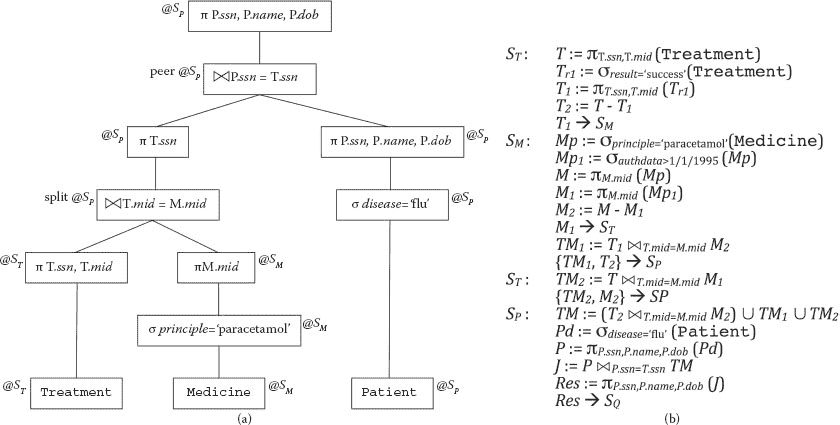 @S_P
π P.ssn, P.name, P.dob
peer @S_P ⋈P.ssn = T.ssn
@S_P π T.ssn
π P.ssn, P.name, P.dob @S_P
split @S_P ⋈T.mid = M.mid
σ disease='flu' @S_P
@S_T π T.ssn, T.mid
πM.mid @S_M
σ principle='paracetamol' @S_M
@S_T Treatment
Medicine @S_M
Patient @S_P
(a)
S_T: T := π_T.ssn,T.mid (Treatment)
T_r1 := σ_result='success'(Treatment)
T_1 := π_T.ssn,T.mid (T_r1)
T_2 := T - T_1
T_1 → S_M
S_M: Mp := σ_principle='paracetamol'(Medicine)
Mp_1 := σ_authdata>1/1/1995 (Mp)
M := π_M.mid (Mp)
M_1 := π_M.mid (Mp_1)
M_2 := M - M_1
M_1 → S_T
TM_1 := T_1 ⋈_T.mid=M.mid M_2
{TM_1, T_2} → S_P
S_T: TM_2 := T ⋈_T.mid=M.mid M_1
{TM_2, M_2} → SP
S_P: TM := (T_2 ⋈_T.mid=M.mid M_2) ∪ TM_1 ∪ TM_2
Pd := σ_disease='flu' (Patient)
P := π_P.ssn,P.name,P.dob (Pd)
J := P ⋈_P.ssn=T.ssn TM
Res := π_P.ssn,P.name,P.dob (J)
Res → S_Q
(b)